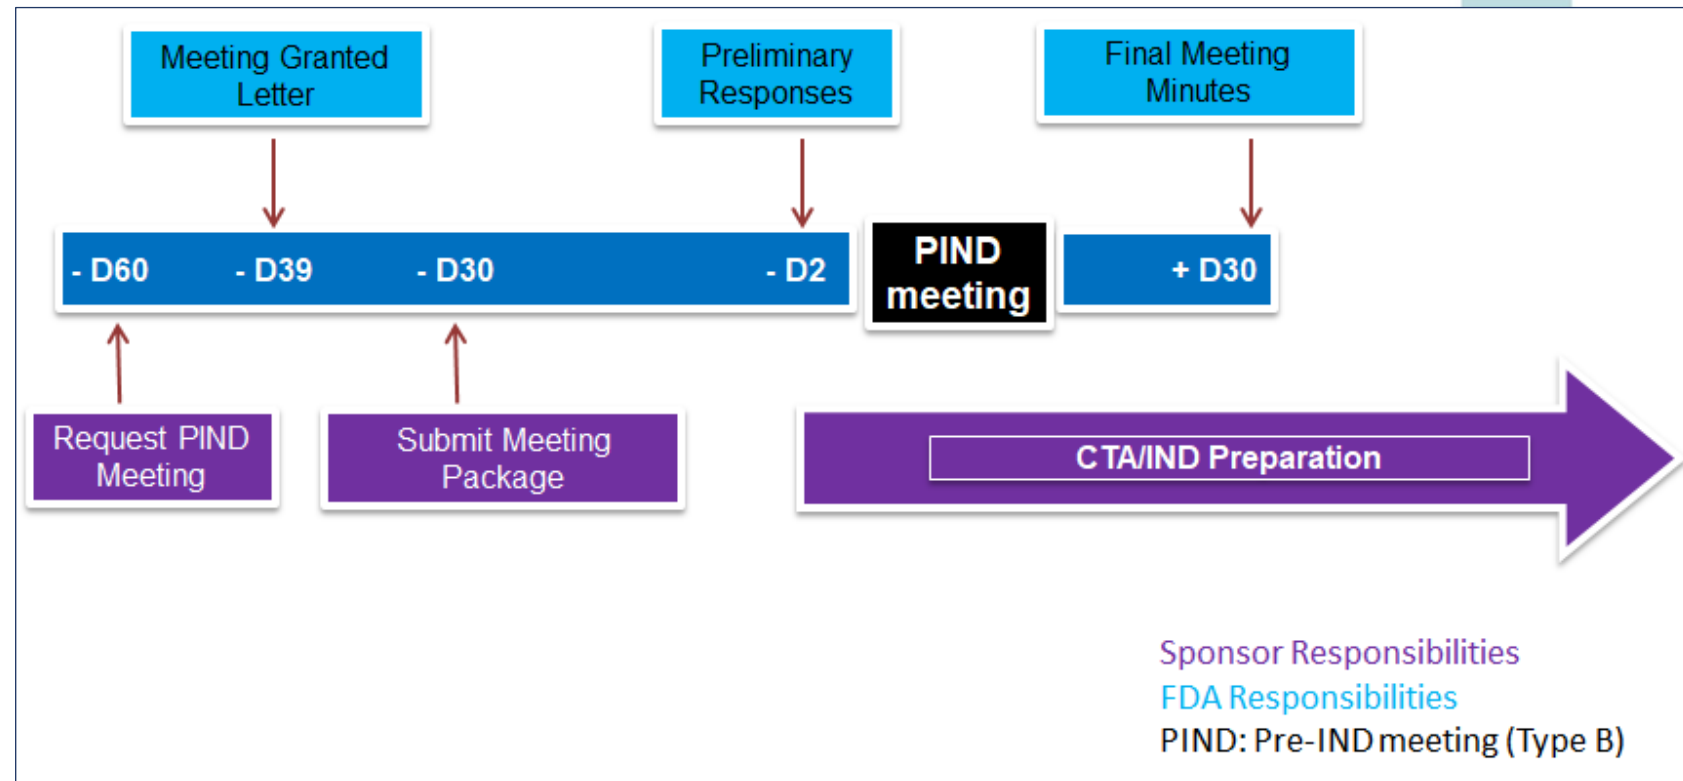 Meeting Granted
Letter
Preliminary
Responses
Final Meeting
Minutes
- D60
- D39
- D30
- D2
PIND
meeting
+ D30
Request PIND
Meeting
Submit Meeting
Package
CTA/IND Preparation
Sponsor Responsibilities
FDA Responsibilities
PIND: Pre-IND meeting (Type B)